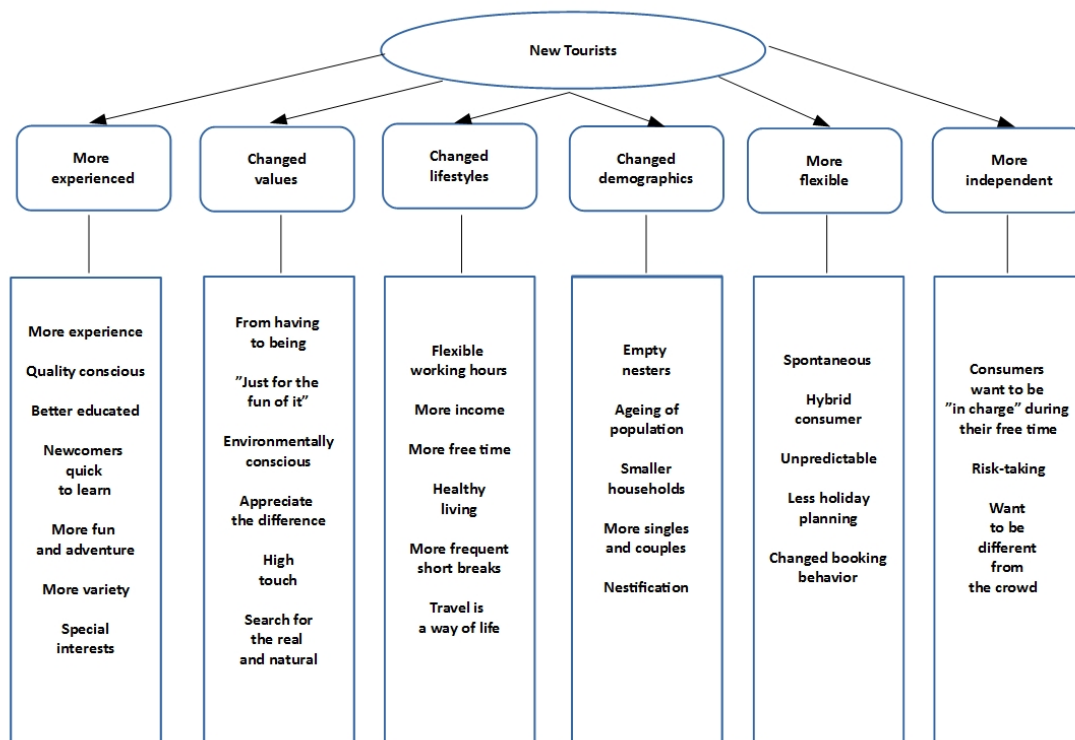 New Tourists
More
experienced
Changed
values
Changed
lifestyles
Changed
demographics
More
flexible
More
independent
More experience
Quality conscious
Better educated
Newcomers
quick
to learn
More fun
and adventure
More variety
Special
interests
From having
to being
”Just for the
fun of it”
Environmentally
conscious
Appreciate
the difference
High
touch
Search for
the real
and natural
Flexible
working hours
More income
More free time
Healthy
living
More frequent
short breaks
Travel is
a way of life
Empty
nesters
Ageing of
population
Smaller
households
More singles
and couples
Nestification
Spontaneous
Hybrid
consumer
Unpredictable
Less holiday
planning
Changed booking
behavior
Consumers
want to be
”in charge” during
their free time
Risk-taking
Want
to be
different
from
the crowd